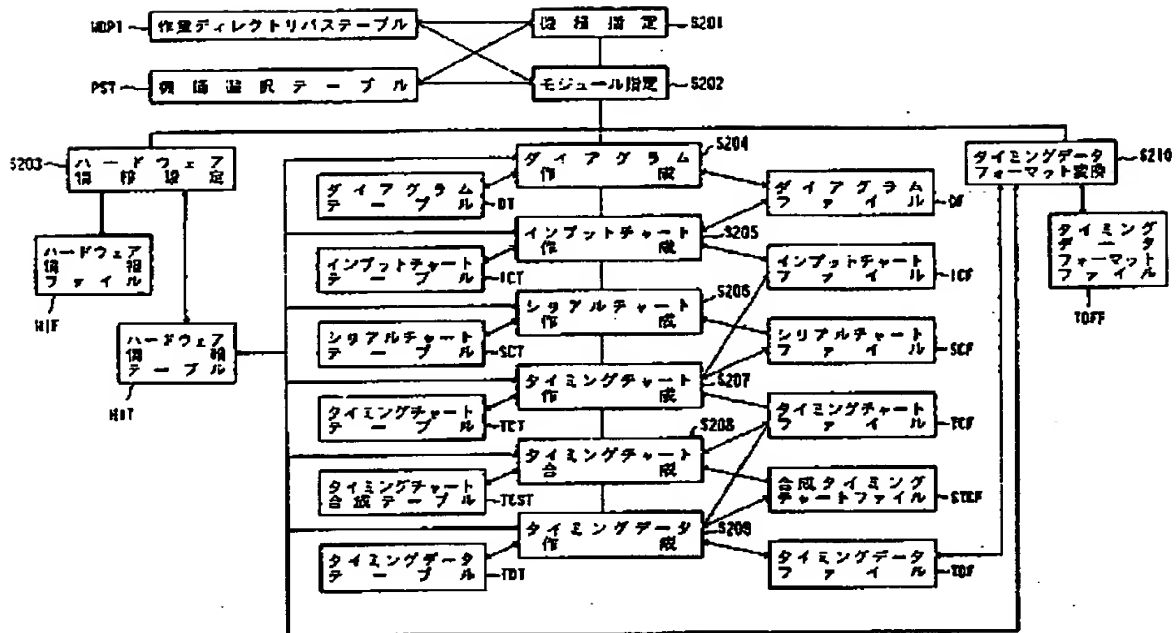 WDPT
作業ディレクトリパステーブル
機種指定
S201
PST
機種選択テーブル
モジュール指定
S202
S203
ハードウェア
情報設定
S204
ダイアグラム
作成
タイミングデータ
フォーマット変換
S210
ダイアグラム
テーブル
DT
ダイアグラム
ファイル
DF
ハードウェア
情報
ファイル
HIF
インプットチャート
作成
S205
タイミング
データ
フォーマット
ファイル
TDFF
インプットチャート
テーブル
ICT
インプットチャート
ファイル
ICF
シリアルチャート
作成
S206
ハードウェア
情報
テーブル
HIT
シリアルチャート
テーブル
SCT
シリアルチャート
ファイル
SCF
タイミングチャート
作成
S207
タイミングチャート
テーブル
TCT
タイミングチャート
ファイル
TCF
タイミングチャート
合成
S208
タイミングチャート
合成テーブル
TCST
合成タイミング
チャートファイル
STCF
タイミングデータ
作成
S209
タイミングデータ
テーブル
TDT
タイミングデータ
ファイル
TDF